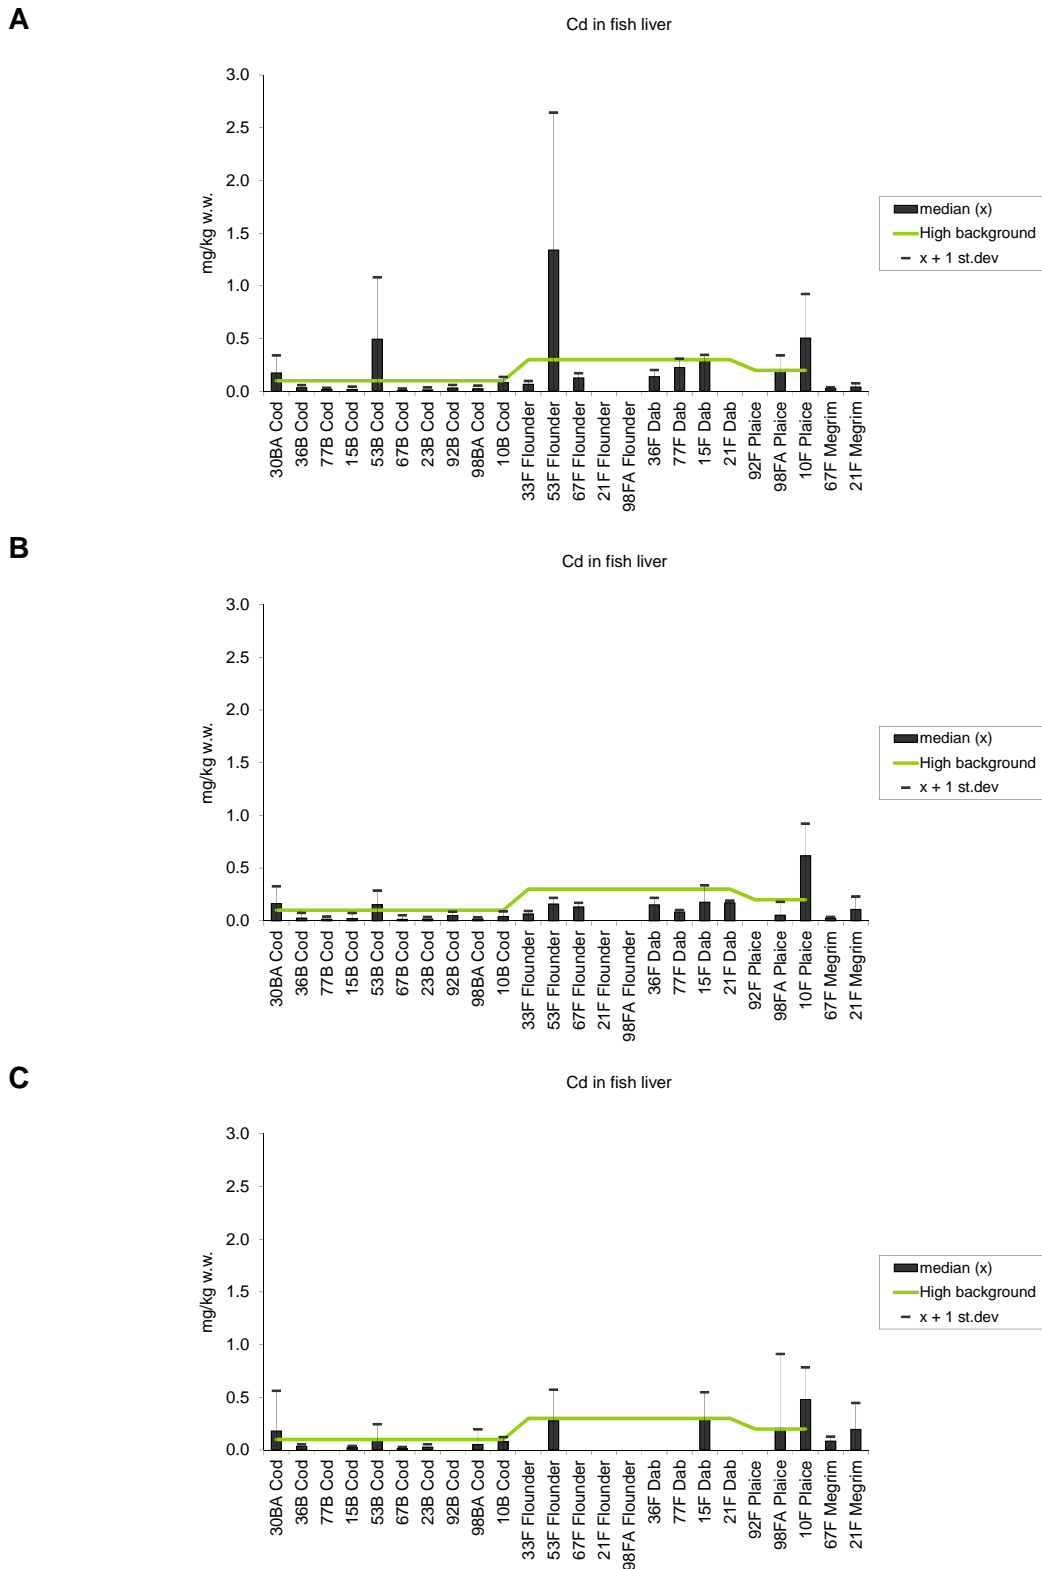 A
Cd in fish liver
3.0
2.5
2.0
1.5
1.0
0.5
0.0
mg/kg w.w.
30BA Cod
36B Cod
77B Cod
15B Cod
53B Cod
67B Cod
23B Cod
92B Cod
98BA Cod
10B Cod
33F Flounder
53F Flounder
67F Flounder
21F Flounder
98FA Flounder
36F Dab
77F Dab
15F Dab
21F Dab
92F Plaice
98FA Plaice
10F Plaice
67F Megrim
21F Megrim
median (x)
High background
x + 1 st.dev
B
Cd in fish liver
3.0
2.5
2.0
1.5
1.0
0.5
0.0
mg/kg w.w.
30BA Cod
36B Cod
77B Cod
15B Cod
53B Cod
67B Cod
23B Cod
92B Cod
98BA Cod
10B Cod
33F Flounder
53F Flounder
67F Flounder
21F Flounder
98FA Flounder
36F Dab
77F Dab
15F Dab
21F Dab
92F Plaice
98FA Plaice
10F Plaice
67F Megrim
21F Megrim
median (x)
High background
x + 1 st.dev
C
Cd in fish liver
3.0
2.5
2.0
1.5
1.0
0.5
0.0
mg/kg w.w.
30BA Cod
36B Cod
77B Cod
15B Cod
53B Cod
67B Cod
23B Cod
92B Cod
98BA Cod
10B Cod
33F Flounder
53F Flounder
67F Flounder
21F Flounder
98FA Flounder
36F Dab
77F Dab
15F Dab
21F Dab
92F Plaice
98FA Plaice
10F Plaice
67F Megrim
21F Megrim
median (x)
High background
x + 1 st.dev